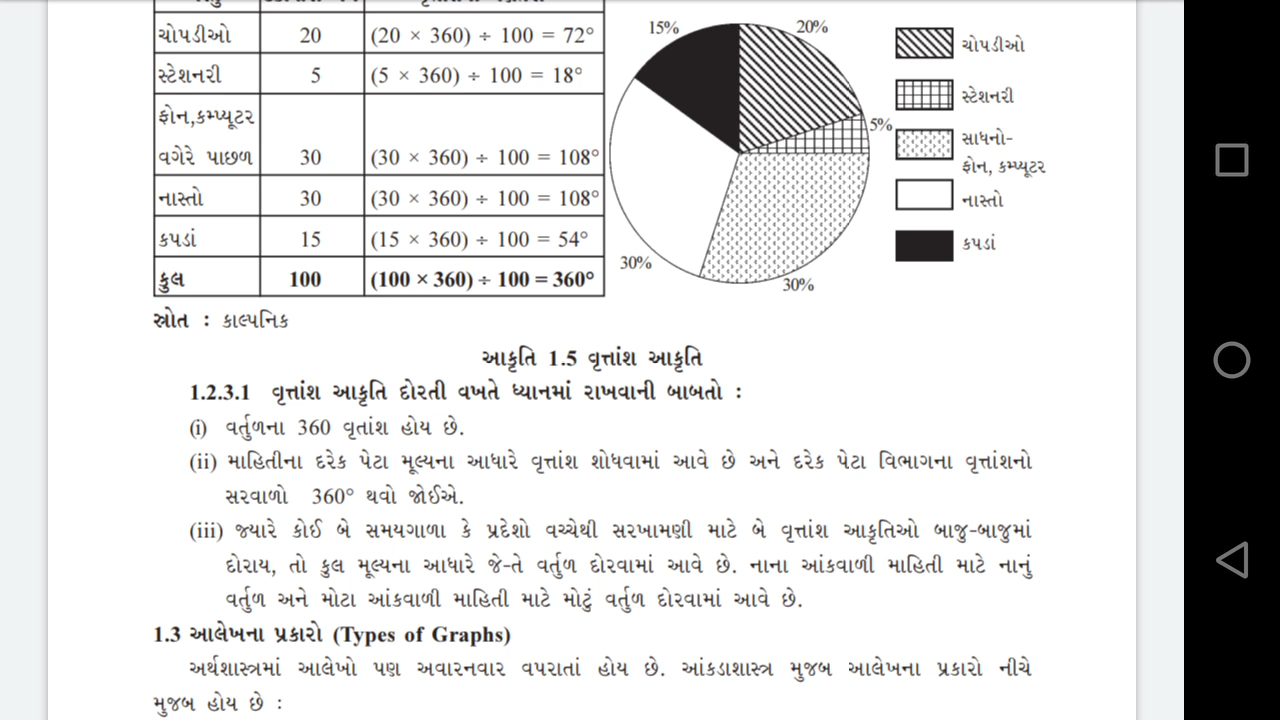 ચોપડીઓ 20 (20 × 360) ÷ 100 = 72°
સ્ટેશનરી 5 (5 × 360) ÷ 100 = 18°
ફોન,કમ્પ્યૂટર
વગેરે પાછળ 30 (30 × 360) ÷ 100 = 108°
નાસ્તો 30 (30 × 360) ÷ 100 = 108°
કપડાં 15 (15 × 360) ÷ 100 = 54°
કુલ 100 (100 × 360) ÷ 100 = 360°
15%
20%
5%
30%
30%
ચોપડીઓ
સ્ટેશનરી
સાધનો-
ફોન, કમ્પ્યૂટર
નાસ્તો
કપડાં
સ્રોત : કાલ્પનિક
આકૃતિ 1.5 વૃત્તાંશ આકૃતિ
1.2.3.1 વૃત્તાંશ આકૃતિ દોરતી વખતે ધ્યાનમાં રાખવાની બાબતો :
(i) વર્તુળના 360 વૃતાંશ હોય છે.
(ii) માહિતીના દરેક પેટા મૂલ્યના આધારે વૃત્તાંશ શોધવામાં આવે છે અને દરેક પેટા વિભાગના વૃત્તાંશનો
સરવાળો 360° થવો જોઈએ.
(iii) જ્યારે કોઈ બે સમયગાળા કે પ્રદેશો વચ્ચેથી સરખામણી માટે બે વૃત્તાંશ આકૃતિઓ બાજુ-બાજુમાં
દોરાય, તો કુલ મૂલ્યના આધારે જે-તે વર્તુળ દોરવામાં આવે છે. નાના આંકવાળી માહિતી માટે નાનું
વર્તુળ અને મોટા આંકવાળી માહિતી માટે મોટું વર્તુળ દોરવામાં આવે છે.
1.3 આલેખના પ્રકારો (Types of Graphs)
અર્થશાસ્ત્રમાં આલેખો પણ અવારનવાર વપરાતાં હોય છે. આંકડાશાસ્ત્ર મુજબ આલેખના પ્રકારો નીચે
મુજબ હોય છે :